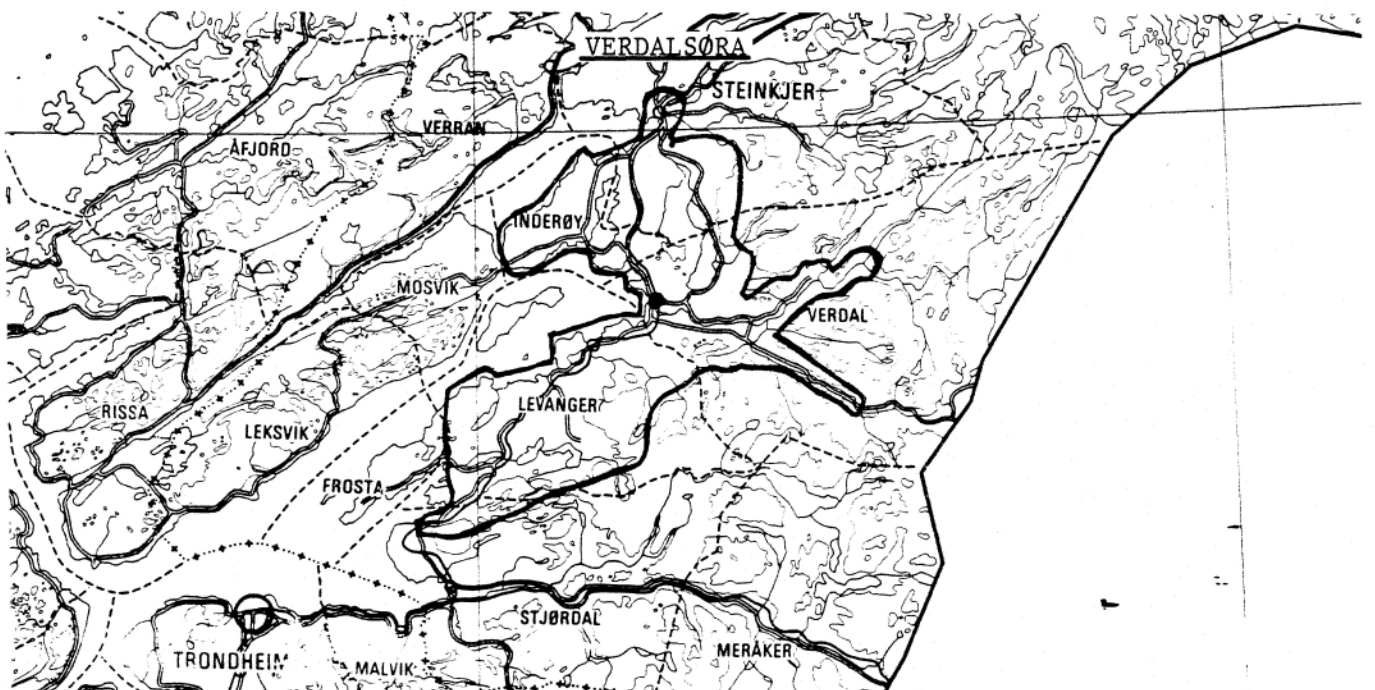 VERDALSØRA
STEINKJER
VERRAN
ÅFJORD
INDERØY
MOSVIK
VERDAL
RISSA
LEVANGER
LEKSVIK
FROSTA
STJØRDAL
TRONDHEIM
MALVIK
MERÅKER